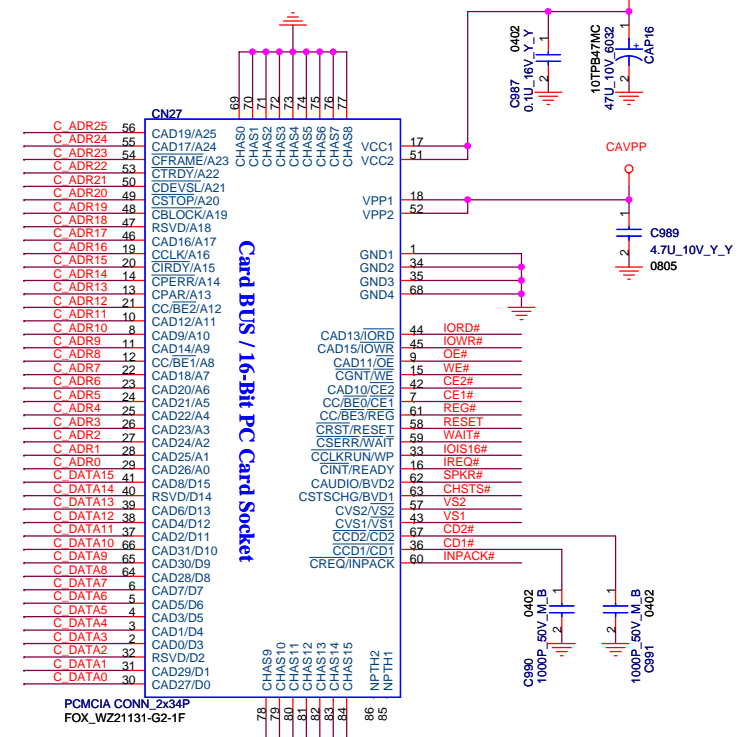 0402
C987
0.1U_16V_Y_Y
1
2
10TPB47MC
47U_10V_6032
CAP16
1
2
+
CN27
69 70 71 72 73 74 75 76 77
CHAS0 CHAS1 CHAS2 CHAS3 CHAS4 CHAS5 CHAS6 CHAS7 CHAS8
C_ADR25 56 CAD19/A25
C_ADR24 55 CAD17/A24
C_ADR23 54 CFRAME/A23
C_ADR22 53 CTRDY/A22
C_ADR21 50 CDEVSL/A21
C_ADR20 49 CSTOP/A20
C_ADR19 48 CBLOCK/A19
C_ADR18 47 RSVD/A18
C_ADR17 46 CAD16/A17
C_ADR16 19 CCLK/A16
C_ADR15 20 CIRDY/A15
C_ADR14 14 CPERR/A14
C_ADR13 13 CPAR/A13
C_ADR12 21 CC/BE2/A12
C_ADR11 10 CAD12/A11
C_ADR10 8 CAD9/A10
C_ADR9 11 CAD14/A9
C_ADR8 12 CC/BE1/A8
C_ADR7 22 CAD18/A7
C_ADR6 23 CAD20/A6
C_ADR5 24 CAD21/A5
C_ADR4 25 CAD22/A4
C_ADR3 26 CAD23/A3
C_ADR2 27 CAD24/A2
C_ADR1 28 CAD25/A1
C_ADR0 29 CAD26/A0
C_DATA15 41 CAD8/D15
C_DATA14 40 RSVD/D14
C_DATA13 39 CAD6/D13
C_DATA12 38 CAD4/D12
C_DATA11 37 CAD2/D11
C_DATA10 66 CAD31/D10
C_DATA9 65 CAD30/D9
C_DATA8 64 CAD28/D8
C_DATA7 6 CAD7/D7
C_DATA6 5 CAD5/D6
C_DATA5 4 CAD3/D5
C_DATA4 3 CAD1/D4
C_DATA3 2 CAD0/D3
C_DATA2 32 RSVD/D2
C_DATA1 31 CAD29/D1
C_DATA0 30 CAD27/D0
Card BUS / 16-Bit PC Card Socket
VCC1 17
VCC2 51
VPP1 18
VPP2 52
GND1 1
GND2 34
GND3 35
GND4 68
CAD13/IORD 44 IORD#
CAD15/IOWR 45 IOWR#
CAD11/OE 9 OE#
CGNT/WE 15 WE#
CAD10/CE2 42 CE2#
CC/BE0/CE1 7 CE1#
CC/BE3/REG 61 REG#
CRST/RESET 58 RESET
CSERR/WAIT 59 WAIT#
CCLKRUN/WP 33 IOIS16#
CINT/READY 16 IREQ#
CAUDIO/BVD2 62 SPKR#
CSTSCHG/BVD1 63 CHSTS#
CVS2/VS2 57 VS2
CVS1/VS1 43 VS1
CCD2/CD2 67 CD2#
CCD1/CD1 36 CD1#
CREQ/INPACK 60 INPACK#
CAVPP
1
2
C989
4.7U_10V_Y_Y
0805
0402
C990
1000P_50V_M_B
1
2
0402
1000P_50V_M_B
C991
1
2
CHAS9 CHAS10 CHAS11 CHAS12 CHAS13 CHAS14 CHAS15 NPTH2 NPTH1
78 79 80 81 82 83 84 86 85
PCMCIA CONN_2x34P
FOX_WZ21131-G2-1F